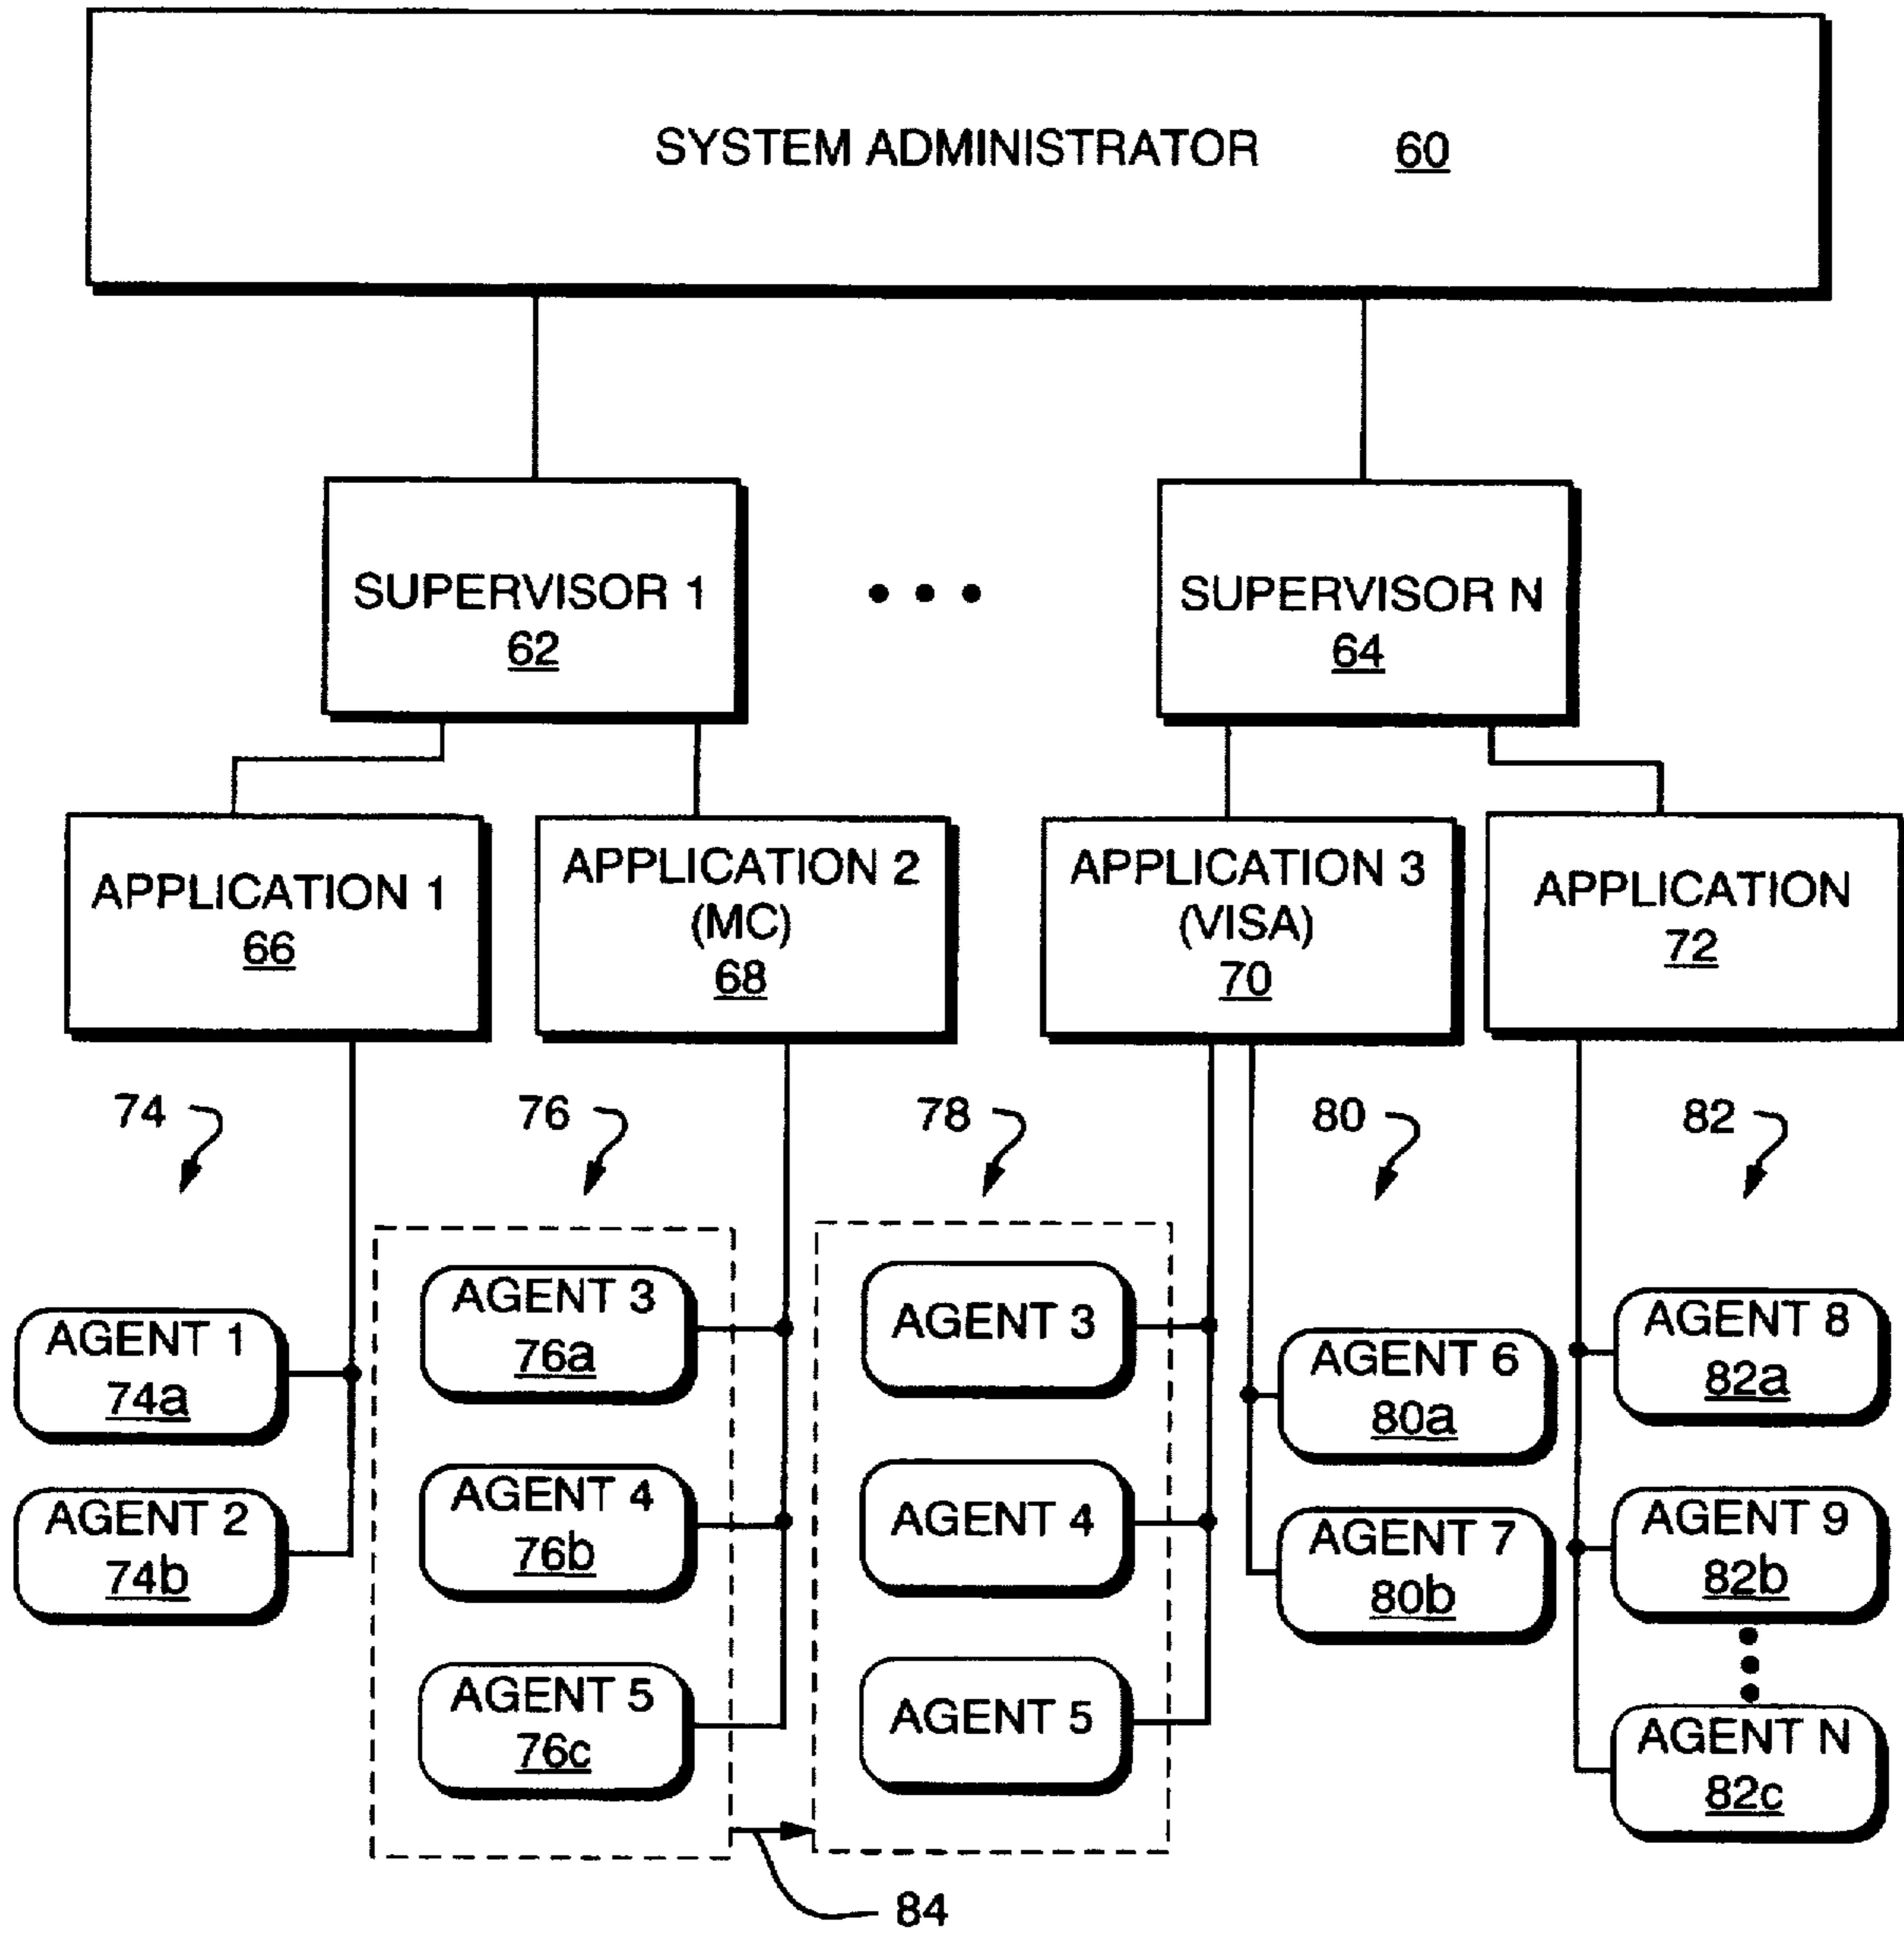 SYSTEM ADMINISTRATOR 60
SUPERVISOR 1
62
SUPERVISOR N
64
APPLICATION 1
66
APPLICATION 2
(MC)
68
APPLICATION 3
(VISA)
70
APPLICATION
72
74
76
78
80
82
AGENT 1
74a
AGENT 2
74b
AGENT 3
76a
AGENT 4
76b
AGENT 5
76c
AGENT 3
AGENT 4
AGENT 5
AGENT 6
80a
AGENT 7
80b
AGENT 8
82a
AGENT 9
82b
AGENT N
82c
84